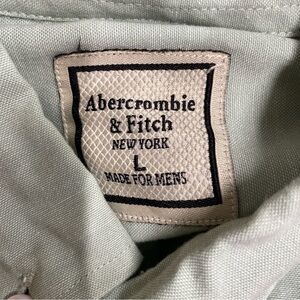 Abercrombie
& Fitch
NEW YORK
L
MADE FOR MENS